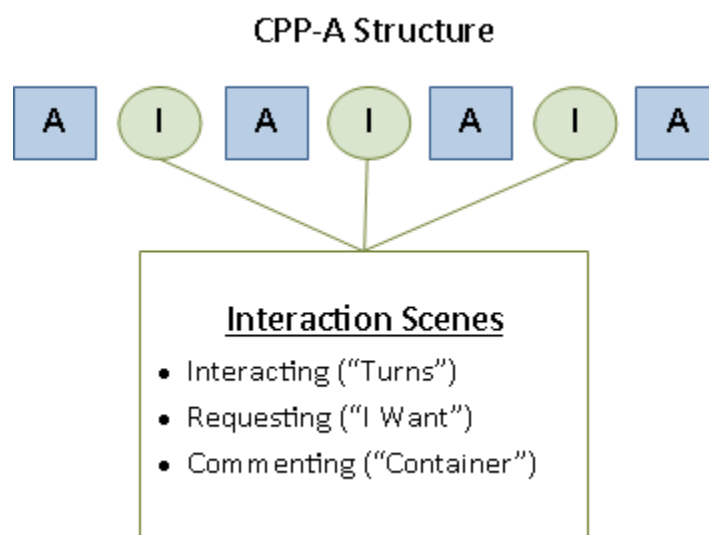 CPP-A Structure
A I A I A I A
Interaction Scenes
• Interacting (“Turns”)
• Requesting (“I Want”)
• Commenting (“Container”)